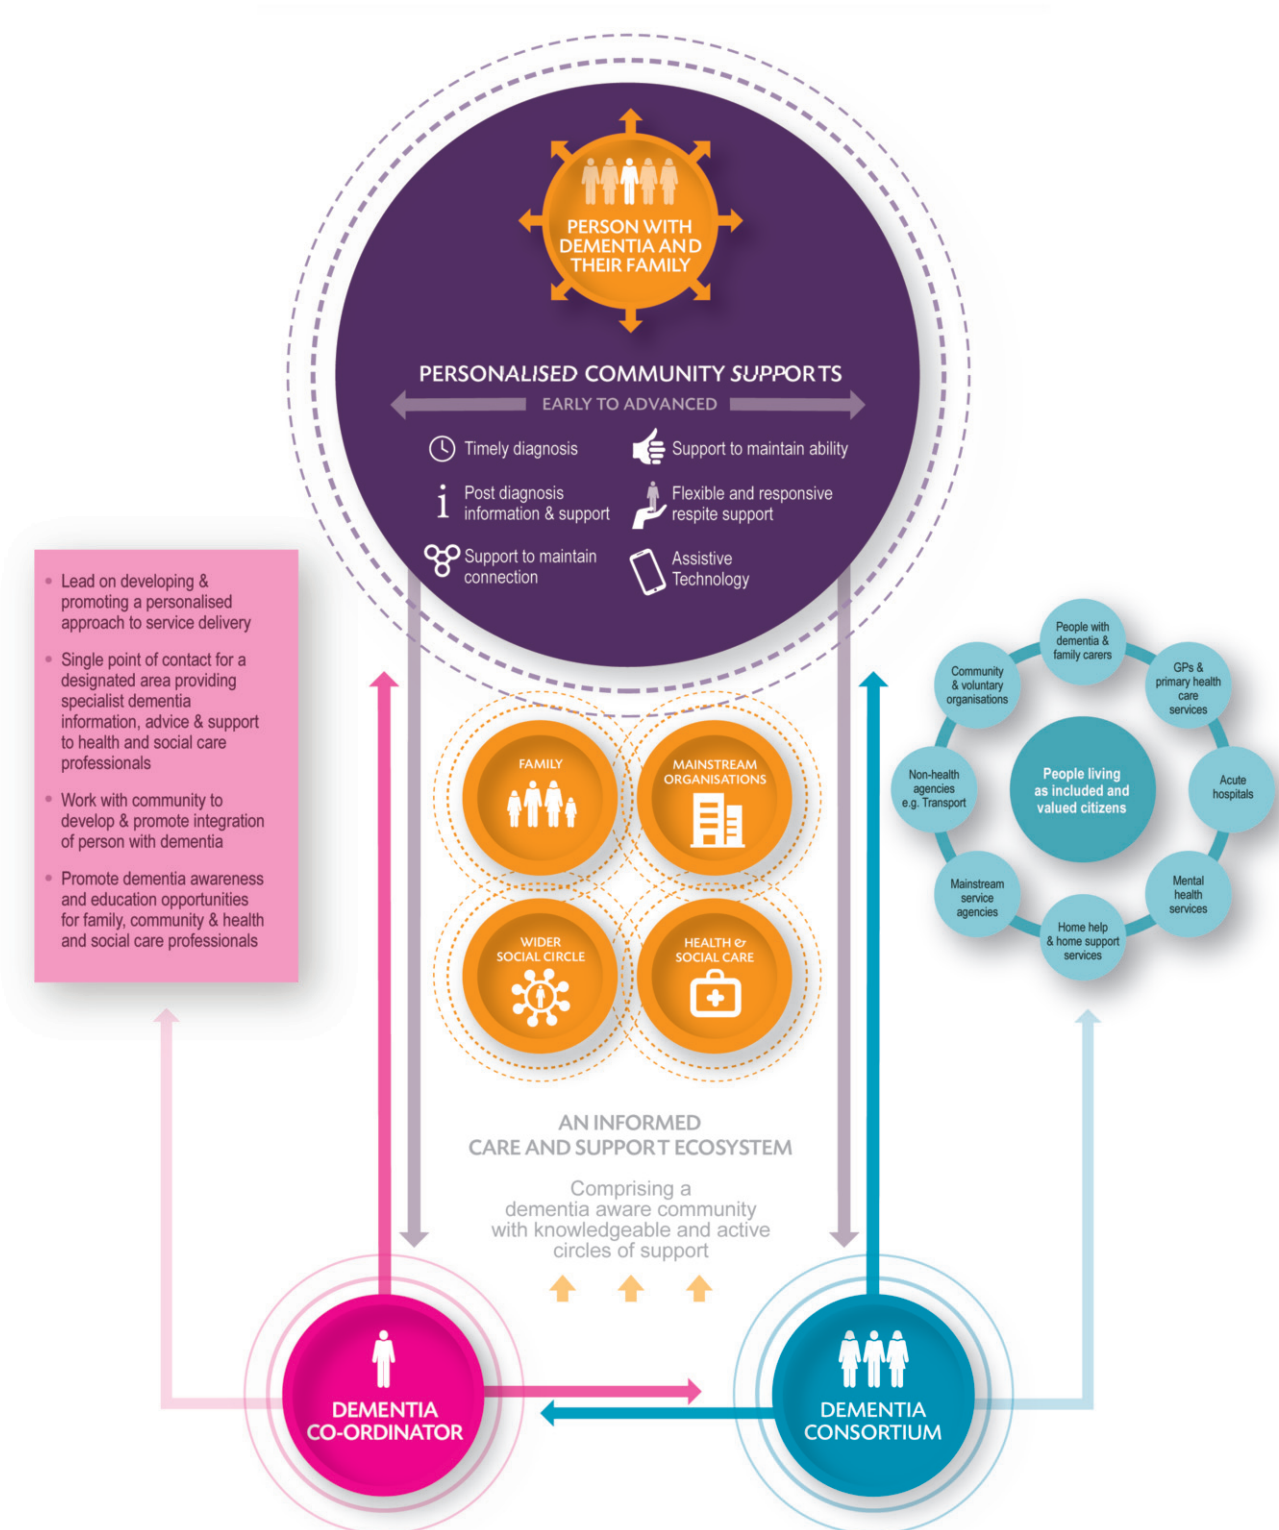 PERSON WITH
DEMENTIA AND
THEIR FAMILY
PERSONALISED COMMUNITY SUPPORTS
EARLY TO ADVANCED
Timely diagnosis
Support to maintain ability
Post diagnosis
information & support
Flexible and responsive
respite support
Support to maintain
connection
Assistive
Technology
• Lead on developing &
promoting a personalised
approach to service delivery
• Single point of contact for a
designated area providing
specialist dementia
information, advice & support
to health and social care
professionals
• Work with community to
develop & promote integration
of person with dementia
• Promote dementia awareness
and education opportunities
for family, community & health
and social care professionals
FAMILY
MAINSTREAM
ORGANISATIONS
WIDER
SOCIAL CIRCLE
HEALTH &
SOCIAL CARE
People with
dementia &
family carers
GPs &
primary health
care
services
Acute
hospitals
Mental
health
services
Home help
& home support
services
Mainstream
service
agencies
Non-health
agencies
e.g. Transport
Community
& voluntary
organisations
People living
as included and
valued citizens
AN INFORMED
CARE AND SUPPORT ECOSYSTEM
Comprising a
dementia aware community
with knowledgeable and active
circles of support
DEMENTIA
CO-ORDINATOR
DEMENTIA
CONSORTIUM